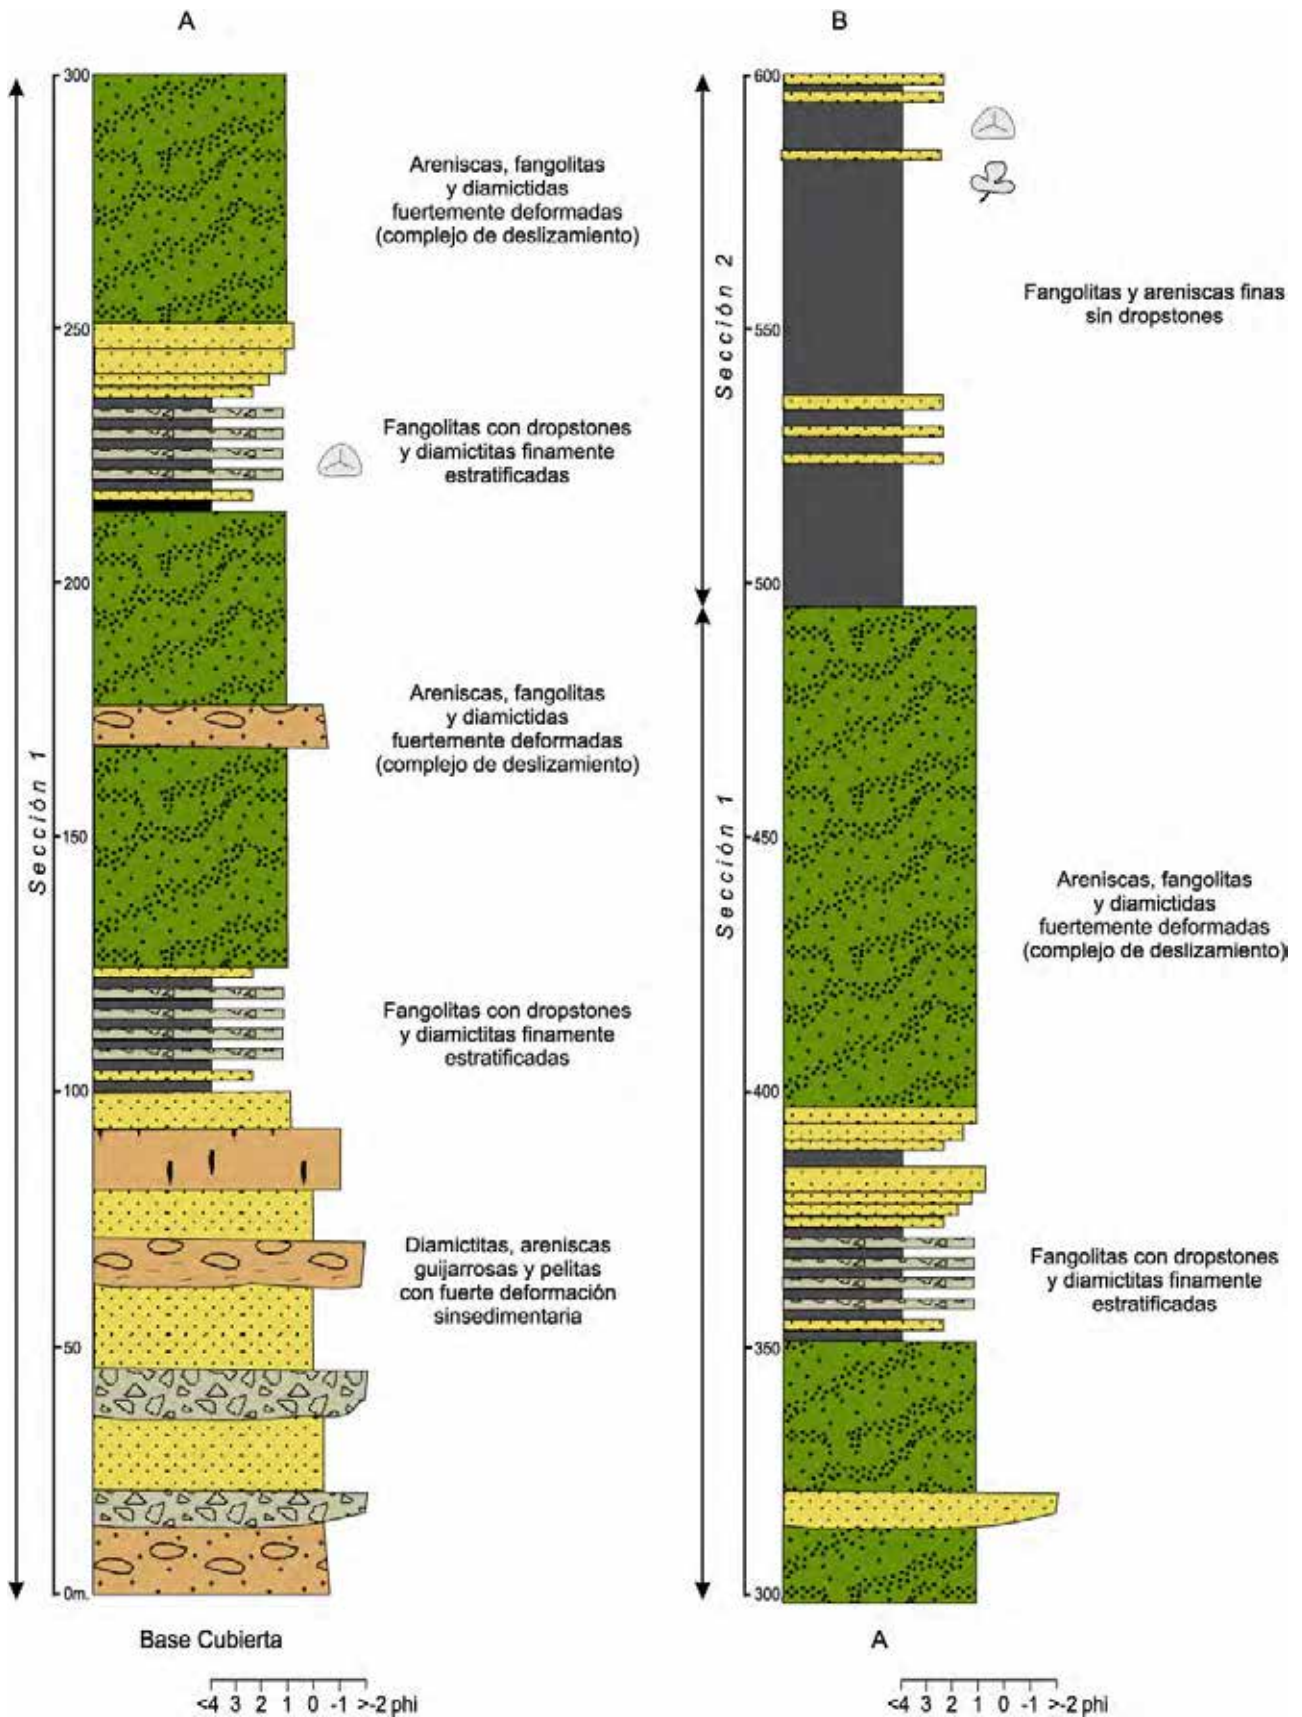 A
300
250
200
150
100
50
0m.
Sección 1
Areniscas, fangolitas
y diamictidas
fuertemente deformadas
(complejo de deslizamiento)
Fangolitas con dropstones
y diamictitas finamente
estratificadas
Areniscas, fangolitas
y diamictidas
fuertemente deformadas
(complejo de deslizamiento)
Fangolitas con dropstones
y diamictitas finamente
estratificadas
Diamictitas, areniscas
guijarrosas y pelitas
con fuerte deformación
sinsedimentaria
Base Cubierta
<4 3 2 1 0 -1 >-2 phi
B
600
550
500
450
400
350
300
Sección 2
Sección 1
Fangolitas y areniscas finas
sin dropstones
Areniscas, fangolitas
y diamictidas
fuertemente deformadas
(complejo de deslizamiento)
Fangolitas con dropstones
y diamictitas finamente
estratificadas
A
<4 3 2 1 0 -1 >-2 phi